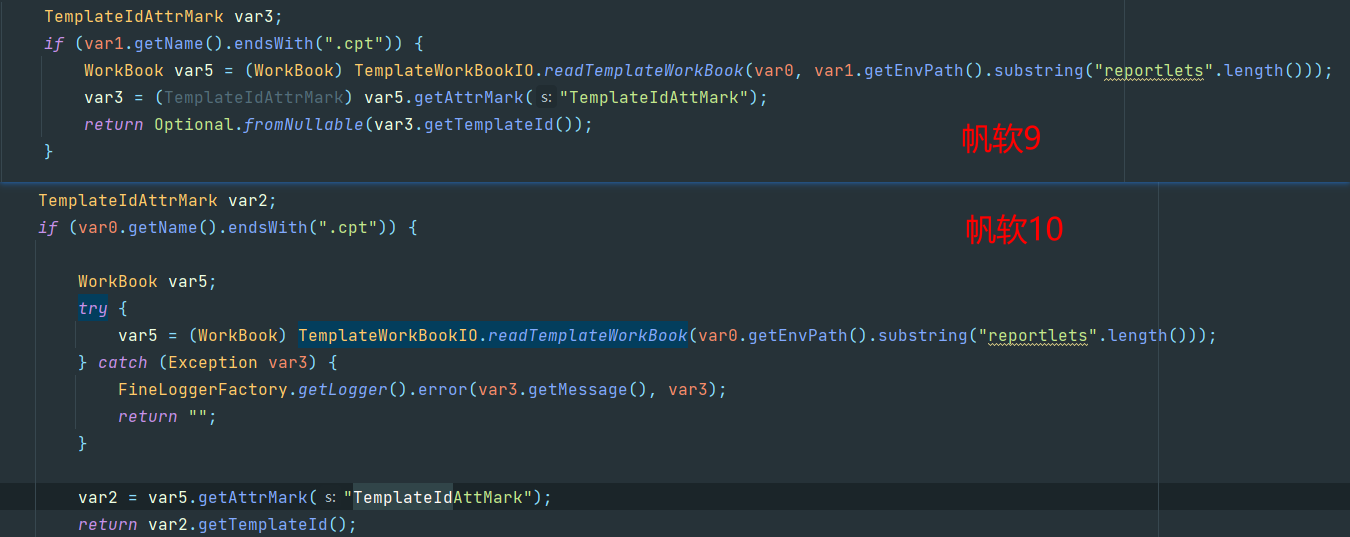 TemplateIdAttrMark var3;
if (var1.getName().endsWith(".cpt")) {
WorkBook var5 = (WorkBook) TemplateWorkBookIO.readTemplateWorkBook(var0, var1.getEnvPath().substring("reportlets".length()));
var3 = (TemplateIdAttrMark) var5.getAttrMark( s: "TemplateIdAttMark");
return Optional.fromNullable(var3.getTemplateId());
帆软9
}
TemplateIdAttrMark var2;
帆软10
if (var0.getName().endsWith(".cpt")) {
WorkBook var5;
try {
var5 = (WorkBook) TemplateWorkBookIO.readTemplateWorkBook(var0.getEnvPath().substring("reportlets".length()));
} catch (Exception var3) {
FineLoggerFactory.getLogger().error(var3.getMessage(), var3);
return "";
}
var2 = var5.getAttrMark( s: "TemplateIdAttMark");
return var2.getTemplateId();